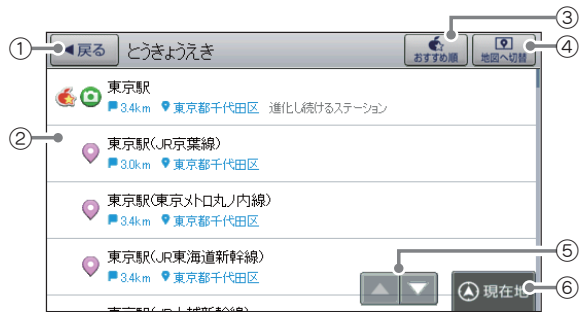 ③
① ◀戻る とうきょうえき おすすめ順 地図へ切替 ④
東京駅
3.4km 東京都千代田区 進化し続けるステーション
②
東京駅(JR京葉線)
3.0km 東京都千代田区
東京駅(東京メトロ丸ノ内線)
3.4km 東京都千代田区
東京駅(JR東海道新幹線)
⑤
3.4km 東京都千代田区
現在地 ⑥